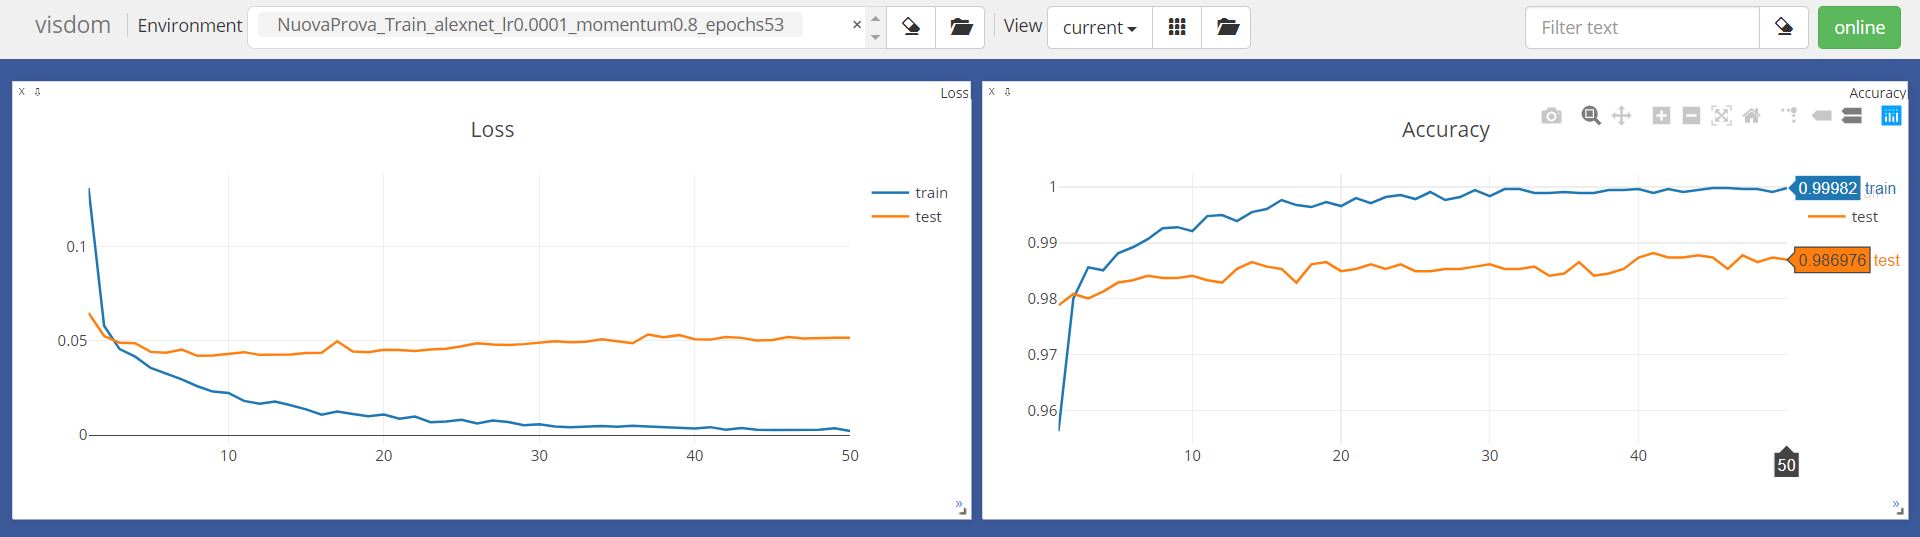 visdom Environment NuovaProva_Train_alexnet_lr0.0001_momentum0.8_epochs53 × View current Filter text online
X Loss
Loss
train
test
0.1
0.05
0
10 20 30 40 50
»
X Accuracy
Accuracy
1
0.99
0.98
0.97
0.96
0.99982 train
test
0.986976 test
10 20 30 40 50
»